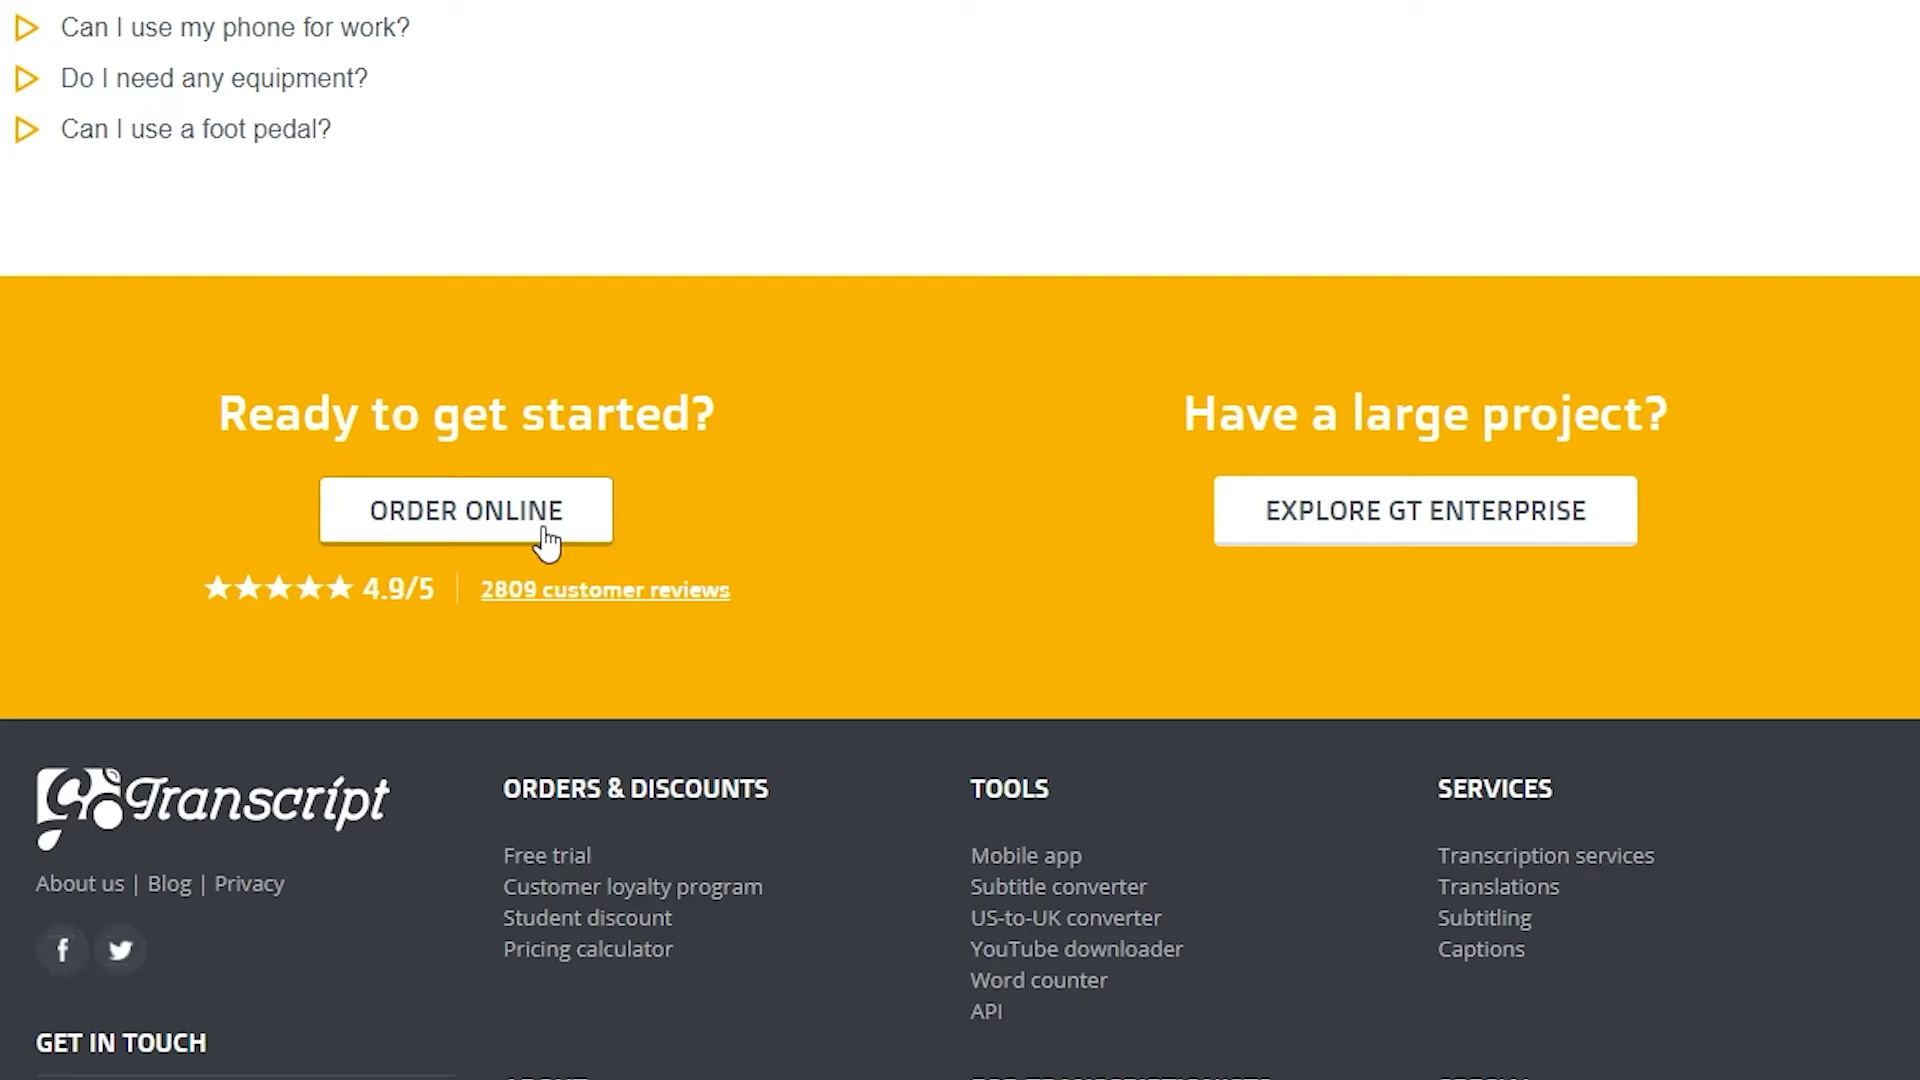 Can I use my phone for work?
Do I need any equipment?
Can I use a foot pedal?
Ready to get started?
ORDER ONLINE
4.9/5
2809 customer reviews
Have a large project?
EXPLORE GT ENTERPRISE
GoTranscript
About us | Blog | Privacy
GET IN TOUCH
ORDERS & DISCOUNTS
Free trial
Customer loyalty program
Student discount
Pricing calculator
TOOLS
Mobile app
Subtitle converter
US-to-UK converter
YouTube downloader
Word counter
API
SERVICES
Transcription services
Translations
Subtitling
Captions